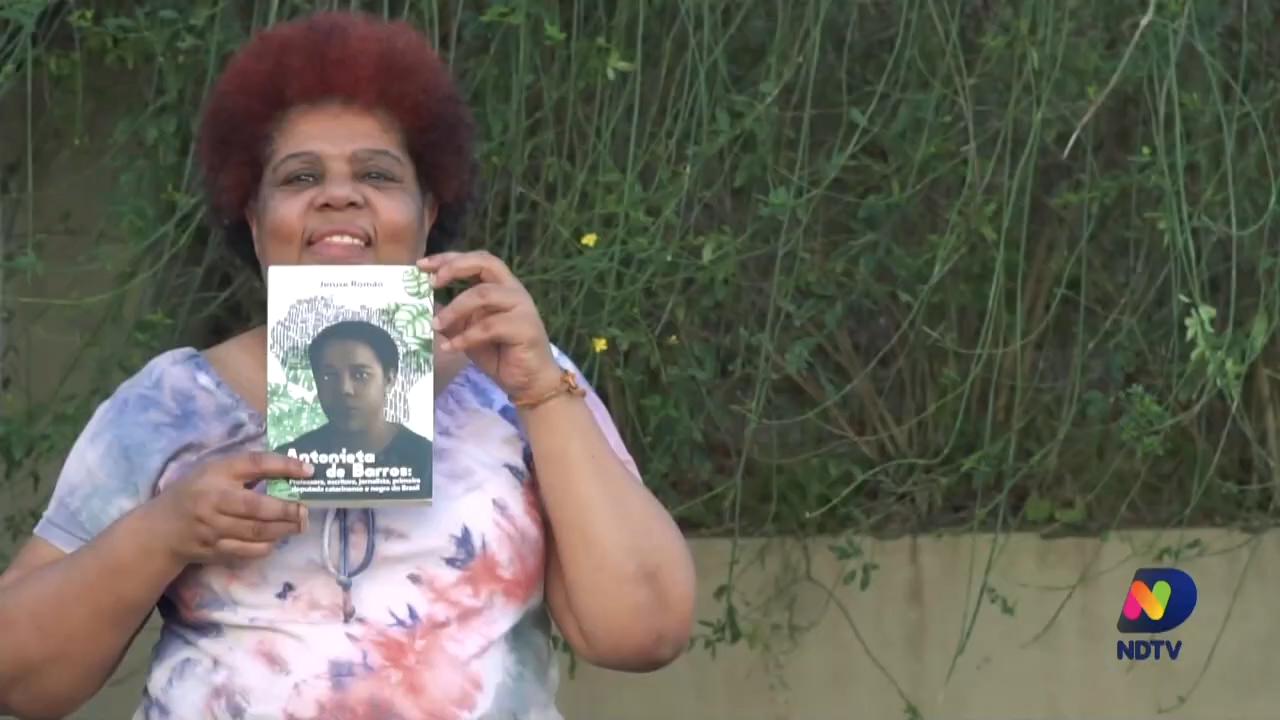 Jeruse Romão
Antonieta
de Barros:
Professora, escritora, jornalista, primeira
deputada catarinense e negra do Brasil
NDTV